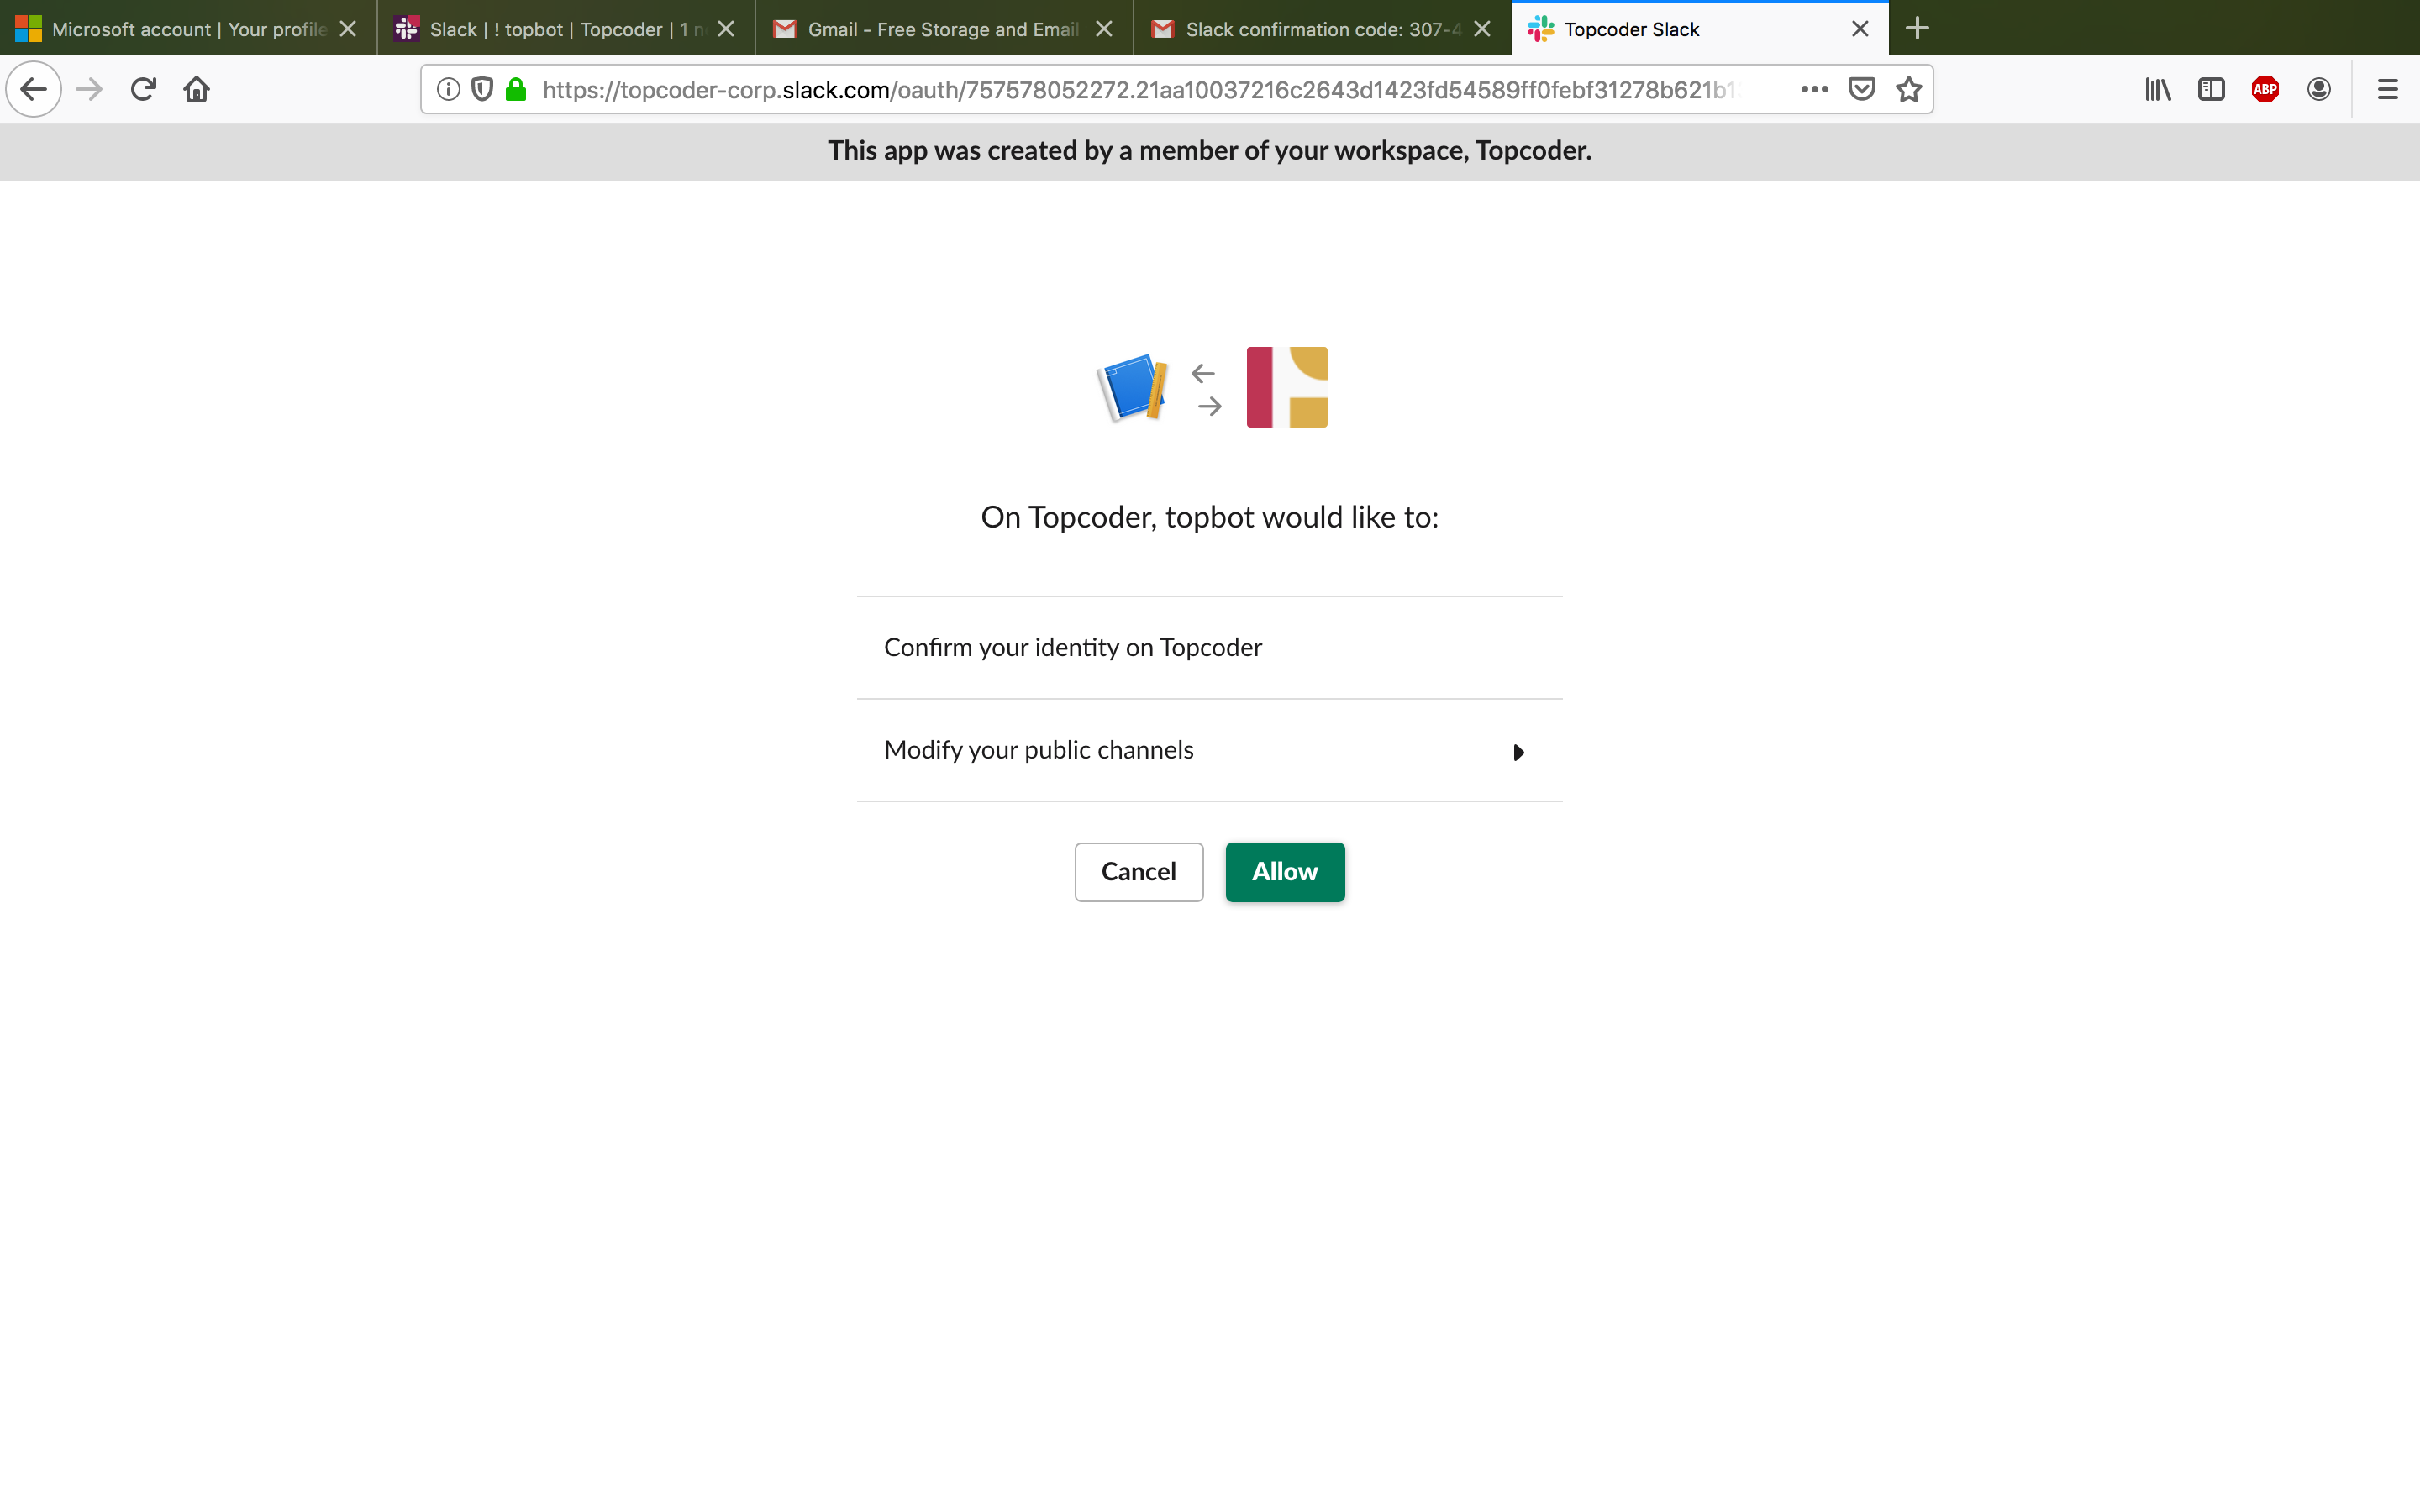 Microsoft account | Your profile
Slack | ! topbot | Topcoder | 1 n
Gmail - Free Storage and Email
Slack confirmation code: 307-4
Topcoder Slack
https://topcoder-corp.slack.com/oauth/757578052272.21aa10037216c2643d1423fd54589ff0febf31278b621b1
ABP
This app was created by a member of your workspace, Topcoder.
On Topcoder, topbot would like to:
Confirm your identity on Topcoder
Modify your public channels
Cancel
Allow